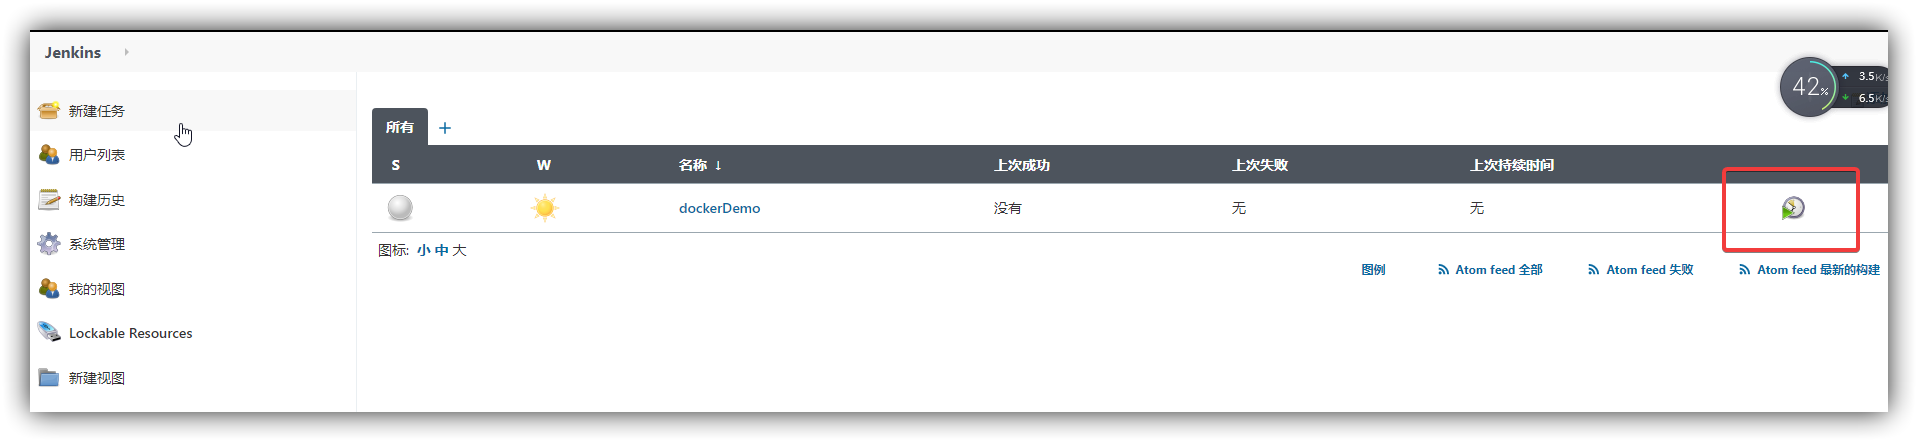 Jenkins
新建任务
用户列表
构建历史
系统管理
我的视图
Lockable Resources
新建视图
所有 +
S W 名称 ↓ 上次成功 上次失败 上次持续时间
dockerDemo 没有 无 无
图标: 小 中 大
图例 Atom feed 全部 Atom feed 失败 Atom feed 最新的构建
42%
↑ 3.5K/s
↓ 6.5K/s